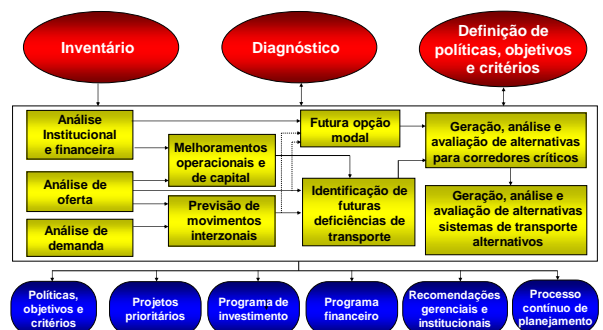 Inventário
Diagnóstico
Definição de
políticas, objetivos
e critérios
Análise
Institucional
e financeira
Análise de
oferta
Análise de
demanda
Melhoramentos
operacionais e
de capital
Previsão de
movimentos
interzonais
Futura opção
modal
Identificação de
futuras
deficiências de
transporte
Geração, análise e
avaliação de alternativas
para corredores críticos
Geração, análise e
avaliação de alternativas
sistemas de transporte
alternativos
Políticas,
objetivos e
critérios
Projetos
prioritários
Programa de
investimento
Programa
financeiro
Recomendações
gerenciais e
institucionais
Processo
contínuo de
planejamento